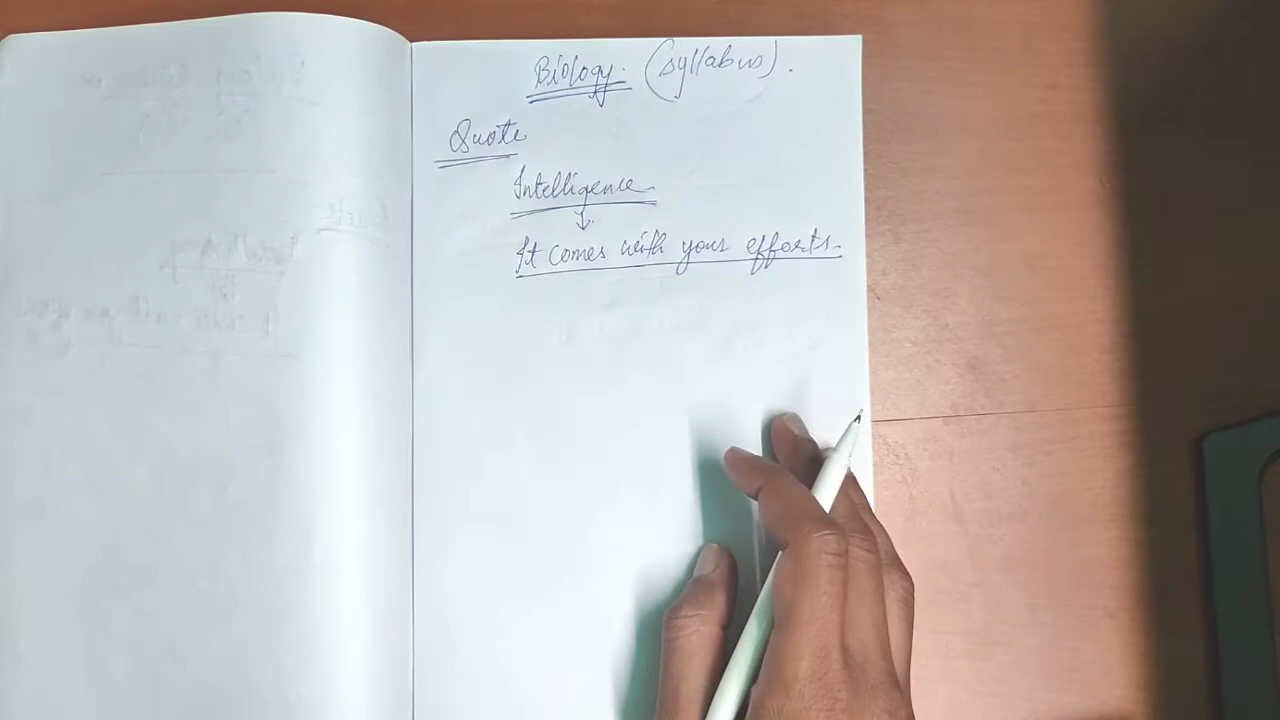 Biology. (Syllabus).
Quote
Intelligence
↓
It comes with your efforts.